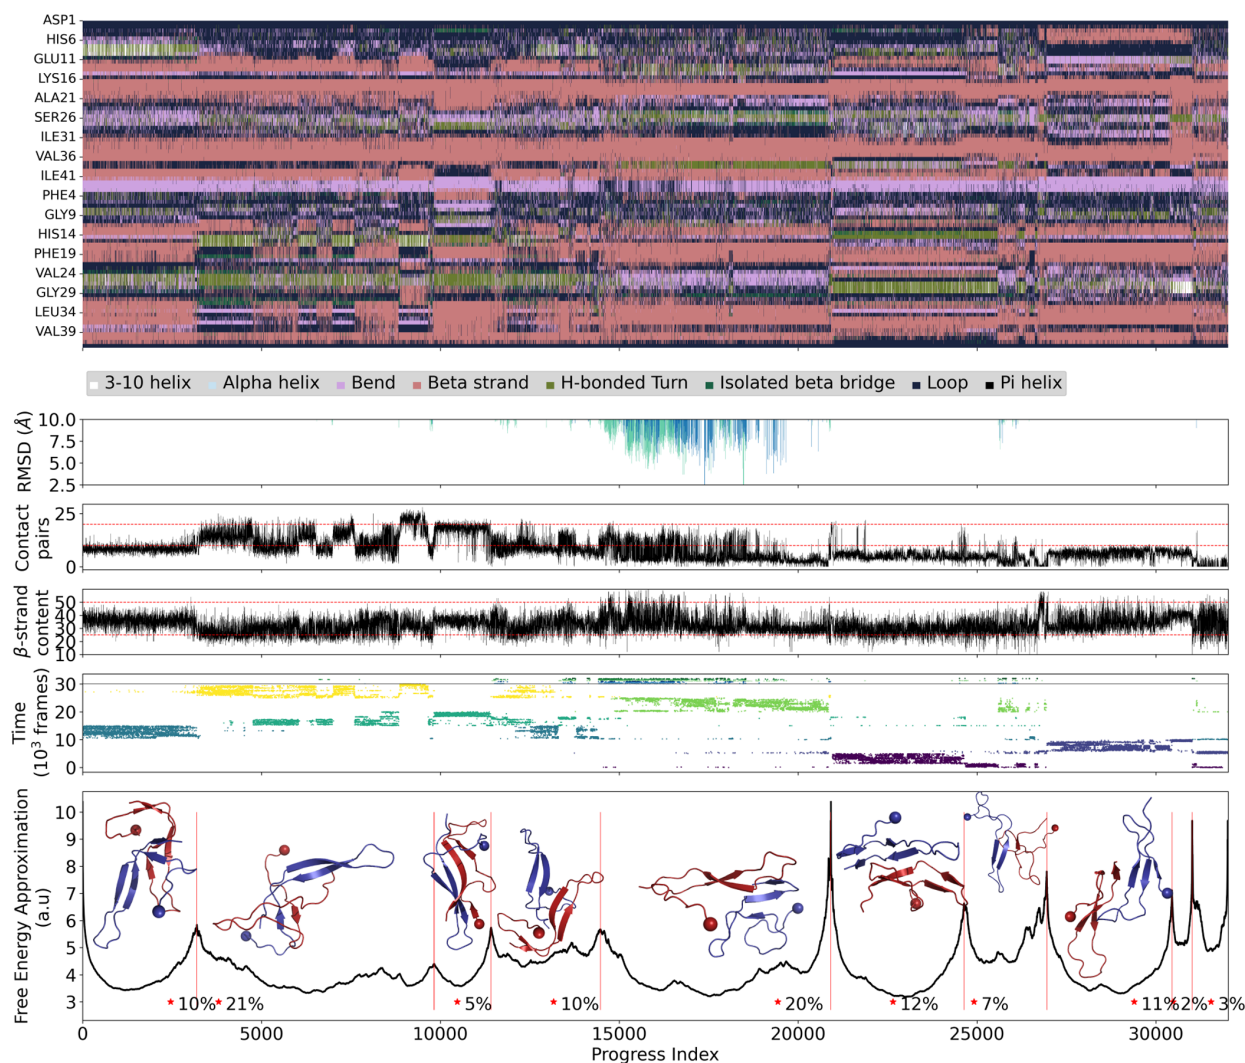 ASP1
HIS6
GLU11
LYS16
ALA21
SER26
ILE31
VAL36
ILE41
PHE4
GLY9
HIS14
PHE19
VAL24
GLY29
LEU34
VAL39
3-10 helix Alpha helix Bend Beta strand H-bonded Turn Isolated beta bridge Loop Pi helix
RMSD (Å)
10.0
7.5
5.0
2.5
Contact
pairs
25
0
β-strand
content
50
40
30
25
10
Time
(10³ frames)
30
20
10
0
Free Energy Approximation
(a.u)
10
9
8
7
6
5
4
3
10% 21% 5% 10% 20% 12% 7% 11% 2% 3%
0 5000 10000 15000 20000 25000 30000
Progress Index